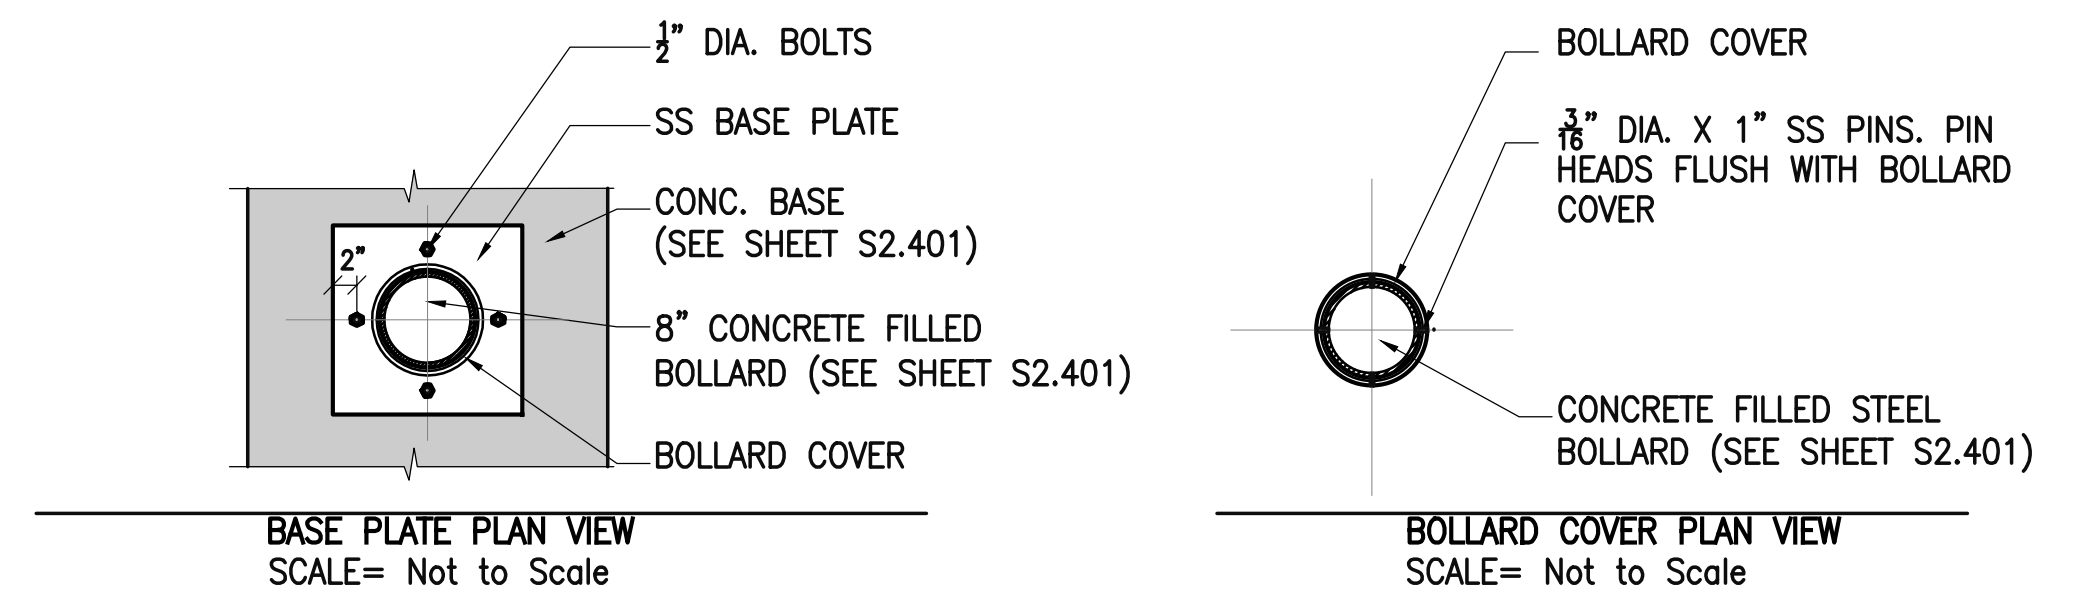 1/2” DIA. BOLTS
SS BASE PLATE
CONC. BASE
(SEE SHEET S2.401)
2”
8” CONCRETE FILLED
BOLLARD (SEE SHEET S2.401)
BOLLARD COVER
BASE PLATE PLAN VIEW
SCALE= Not to Scale
BOLLARD COVER
3/16” DIA. X 1” SS PINS. PIN
HEADS FLUSH WITH BOLLARD
COVER
CONCRETE FILLED STEEL
BOLLARD (SEE SHEET S2.401)
BOLLARD COVER PLAN VIEW
SCALE= Not to Scale